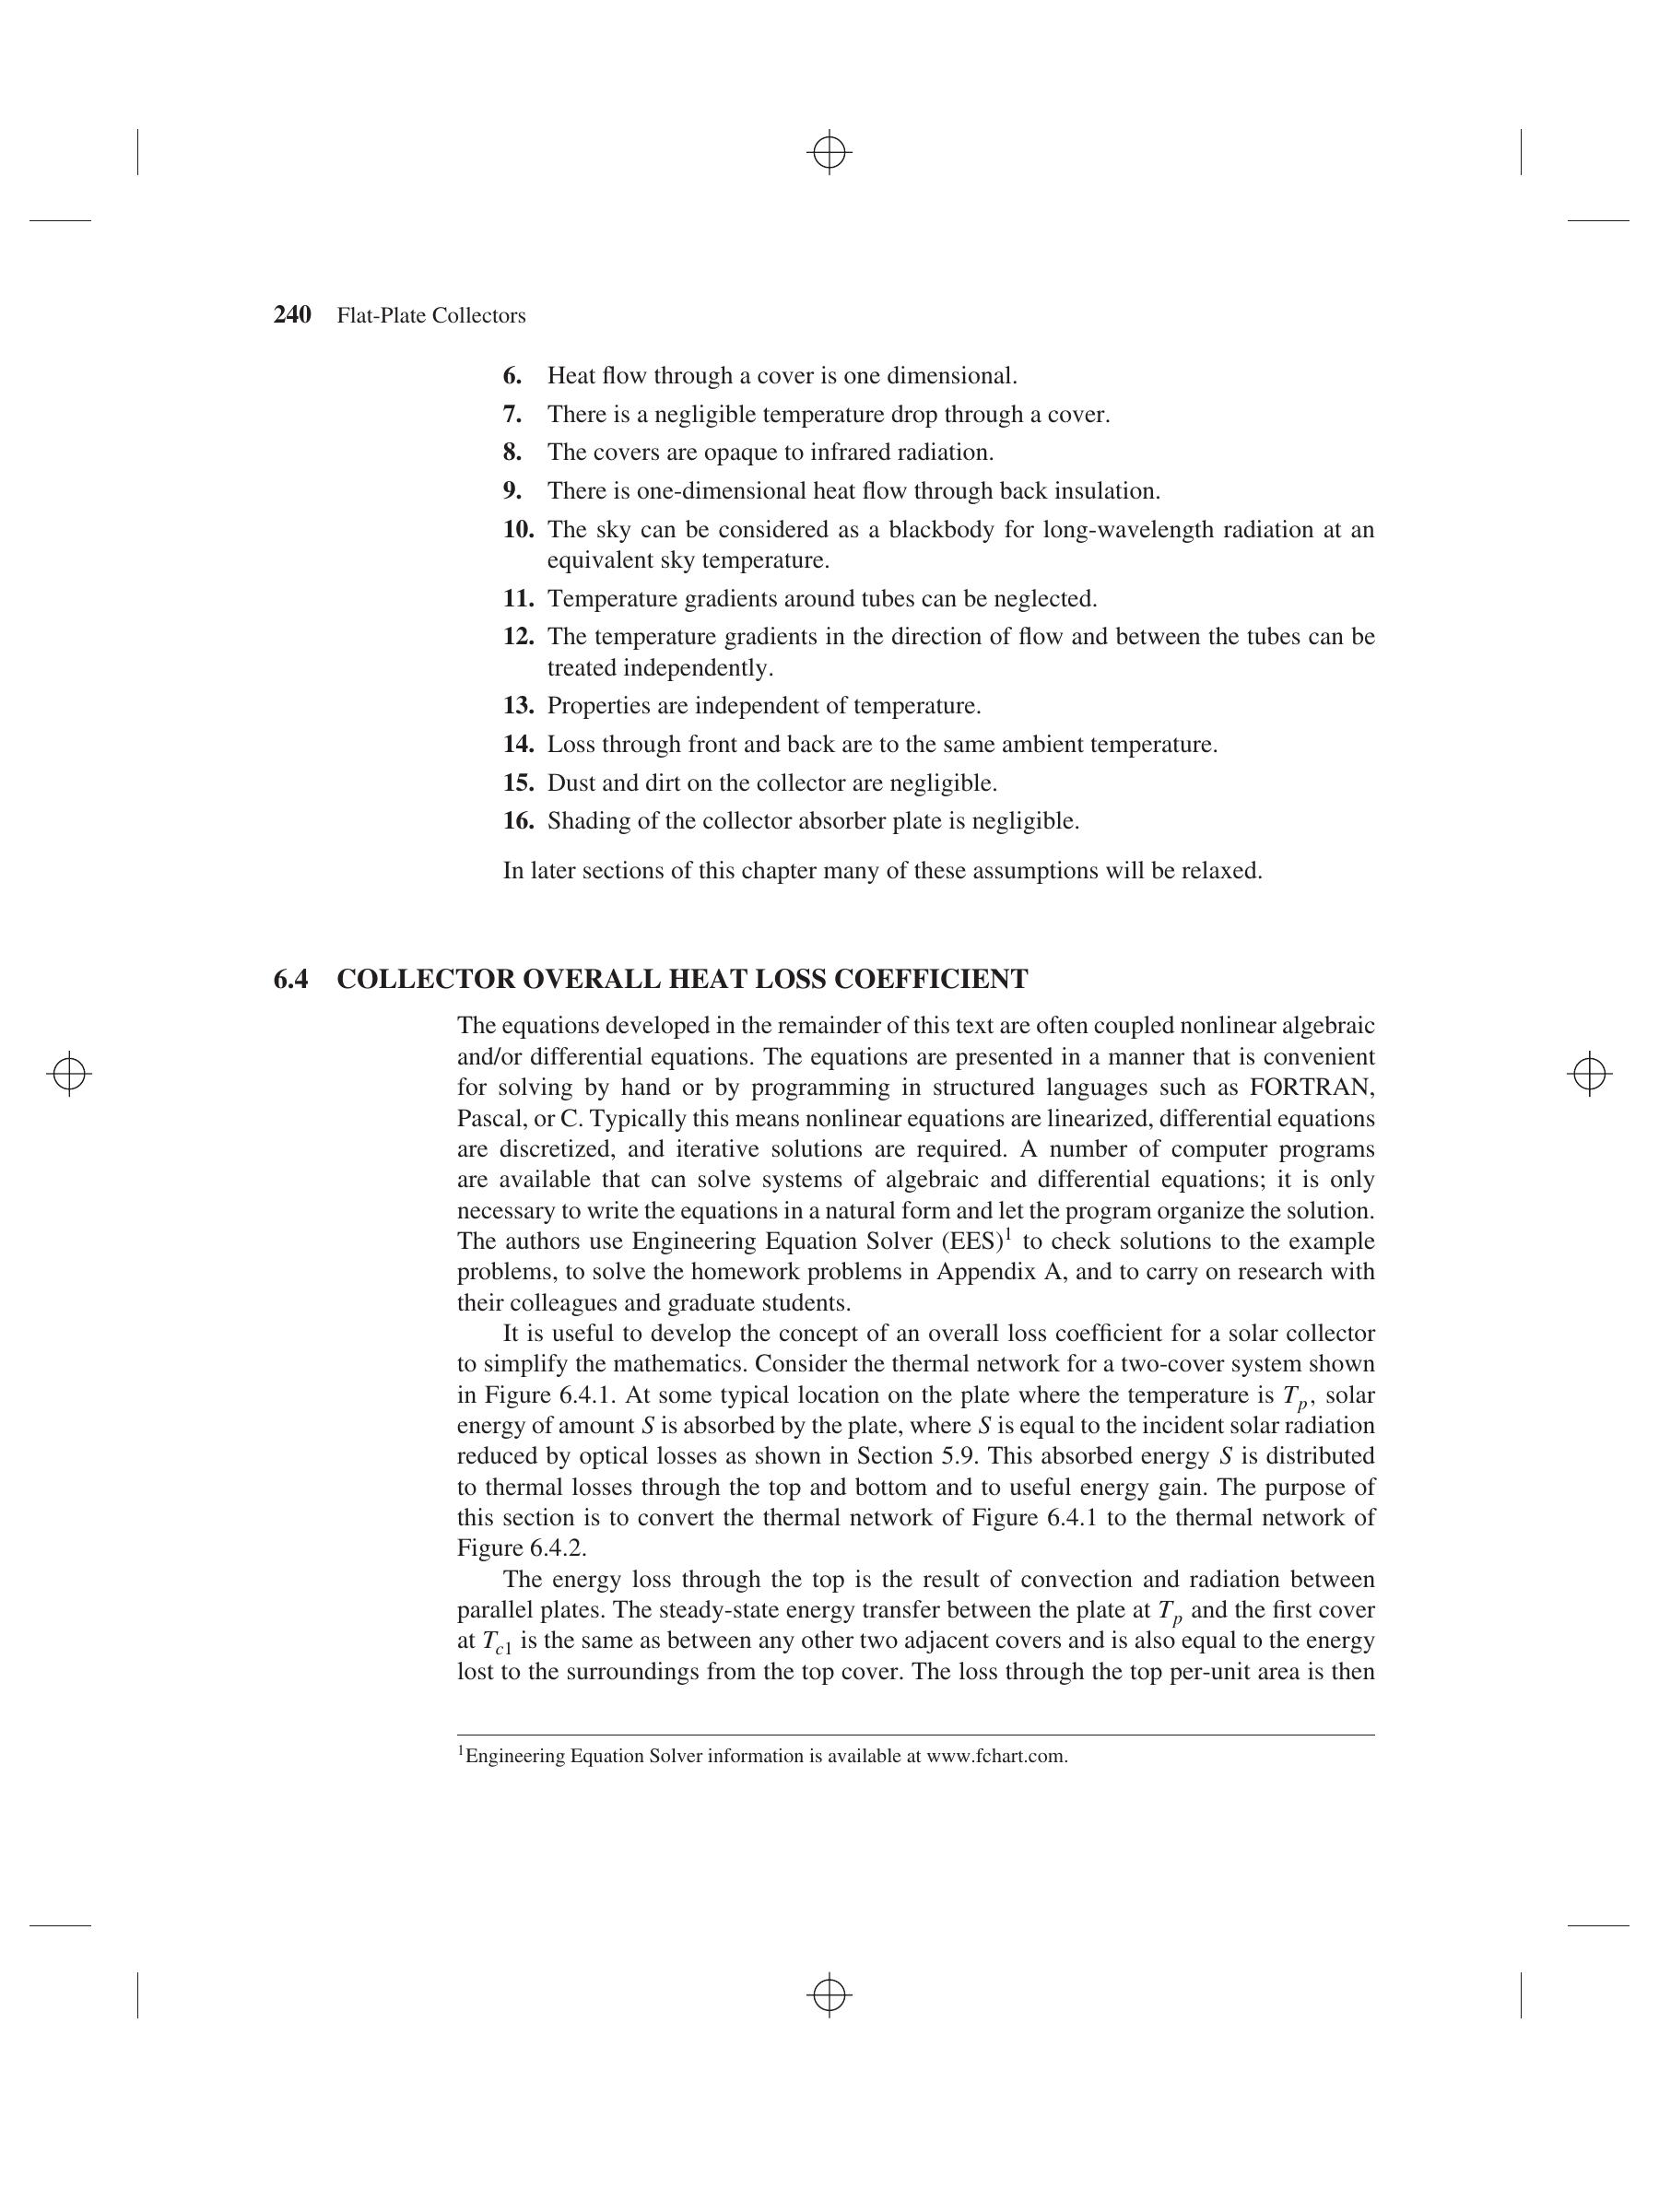 240 Flat-Plate Collectors
6. Heat flow through a cover is one dimensional.
7. There is a negligible temperature drop through a cover.
8. The covers are opaque to infrared radiation.
9. There is one-dimensional heat flow through back insulation.
10. The sky can be considered as a blackbody for long-wavelength radiation at an
equivalent sky temperature.
11. Temperature gradients around tubes can be neglected.
12. The temperature gradients in the direction of flow and between the tubes can be
treated independently.
13. Properties are independent of temperature.
14. Loss through front and back are to the same ambient temperature.
15. Dust and dirt on the collector are negligible.
16. Shading of the collector absorber plate is negligible.
In later sections of this chapter many of these assumptions will be relaxed.
6.4 COLLECTOR OVERALL HEAT LOSS COEFFICIENT
The equations developed in the remainder of this text are often coupled nonlinear algebraic
and/or differential equations. The equations are presented in a manner that is convenient
for solving by hand or by programming in structured languages such as FORTRAN,
Pascal, or C. Typically this means nonlinear equations are linearized, differential equations
are discretized, and iterative solutions are required. A number of computer programs
are available that can solve systems of algebraic and differential equations; it is only
necessary to write the equations in a natural form and let the program organize the solution.
The authors use Engineering Equation Solver (EES)¹ to check solutions to the example
problems, to solve the homework problems in Appendix A, and to carry on research with
their colleagues and graduate students.
It is useful to develop the concept of an overall loss coefficient for a solar collector
to simplify the mathematics. Consider the thermal network for a two-cover system shown
in Figure 6.4.1. At some typical location on the plate where the temperature is Tp, solar
energy of amount S is absorbed by the plate, where S is equal to the incident solar radiation
reduced by optical losses as shown in Section 5.9. This absorbed energy S is distributed
to thermal losses through the top and bottom and to useful energy gain. The purpose of
this section is to convert the thermal network of Figure 6.4.1 to the thermal network of
Figure 6.4.2.
The energy loss through the top is the result of convection and radiation between
parallel plates. The steady-state energy transfer between the plate at Tp and the first cover
at Tc1 is the same as between any other two adjacent covers and is also equal to the energy
lost to the surroundings from the top cover. The loss through the top per-unit area is then
¹Engineering Equation Solver information is available at www.fchart.com.